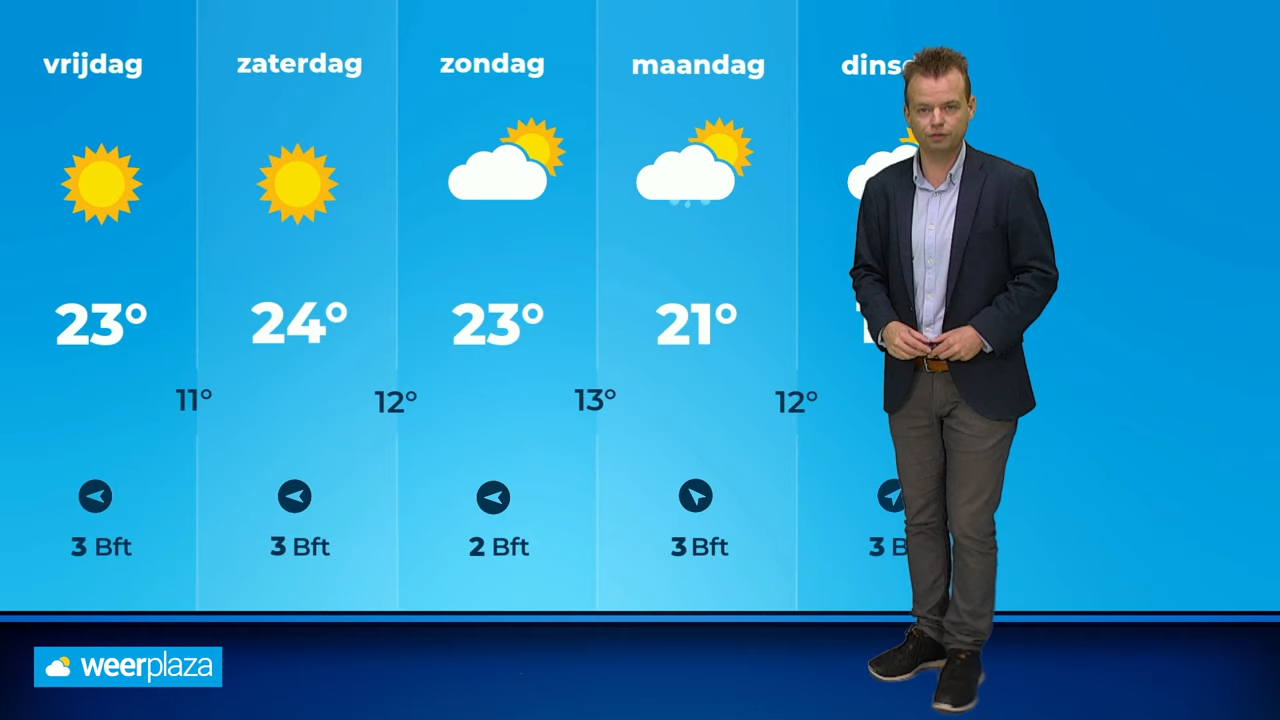 vrijdag zaterdag zondag maandag
23° 24° 23° 21°
11° 12° 13° 12°
3 Bft 3 Bft 2 Bft 3 Bft 3
weerplaza